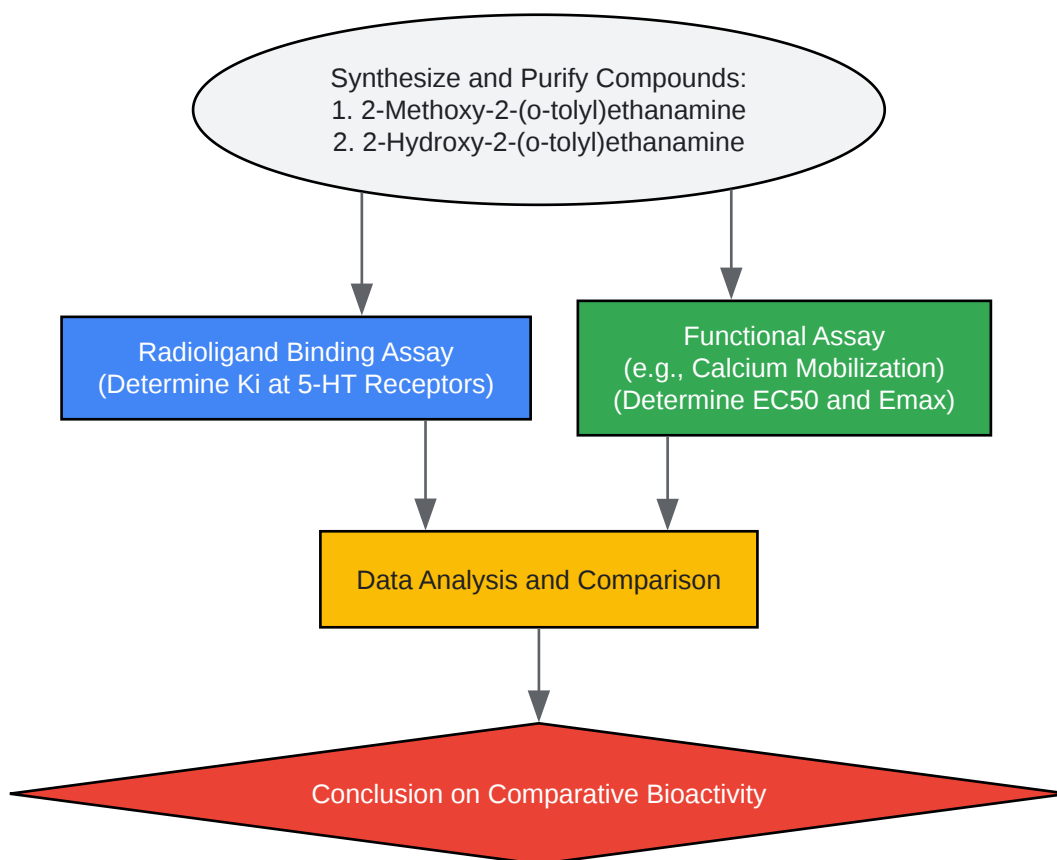 Synthesize and Purify Compounds:
1. 2-Methoxy-2-(o-tolyl)ethanamine
2. 2-Hydroxy-2-(o-tolyl)ethanamine
Radioligand Binding Assay
(Determine Ki at 5-HT Receptors)
Functional Assay
(e.g., Calcium Mobilization)
(Determine EC50 and Emax)
Data Analysis and Comparison
Conclusion on Comparative Bioactivity